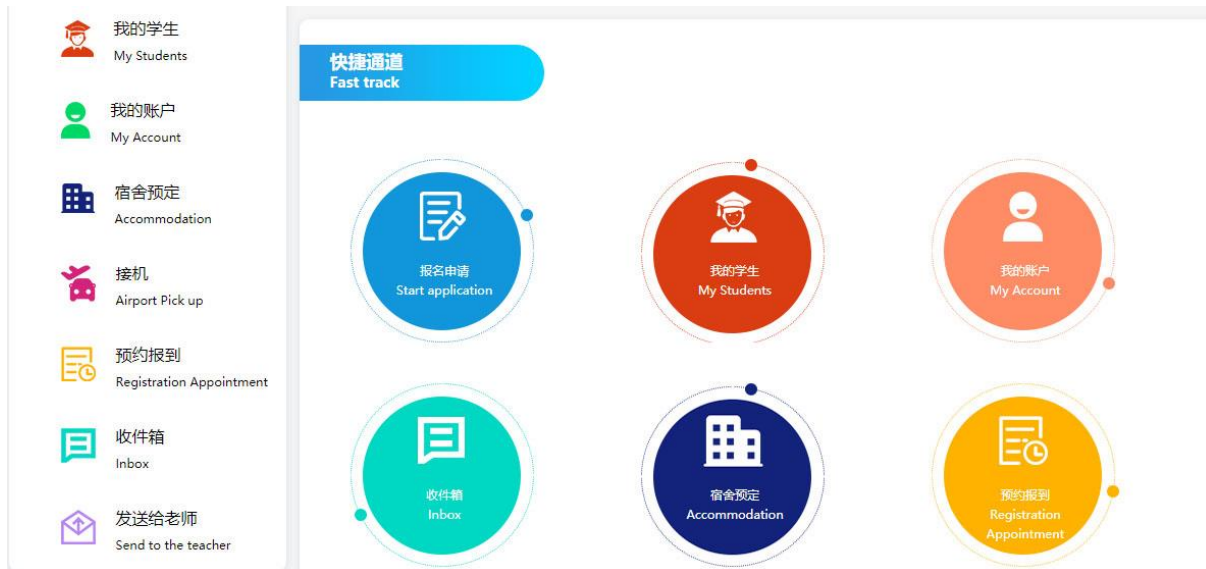 我的学生
My Students
我的账户
My Account
宿舍预定
Accommodation
接机
Airport Pick up
预约报到
Registration Appointment
收件箱
Inbox
发送给老师
Send to the teacher
快捷通道
Fast track
报名申请
Start application
我的学生
My Students
我的账户
My Account
收件箱
Inbox
宿舍预定
Accommodation
预约报到
Registration
Appointment